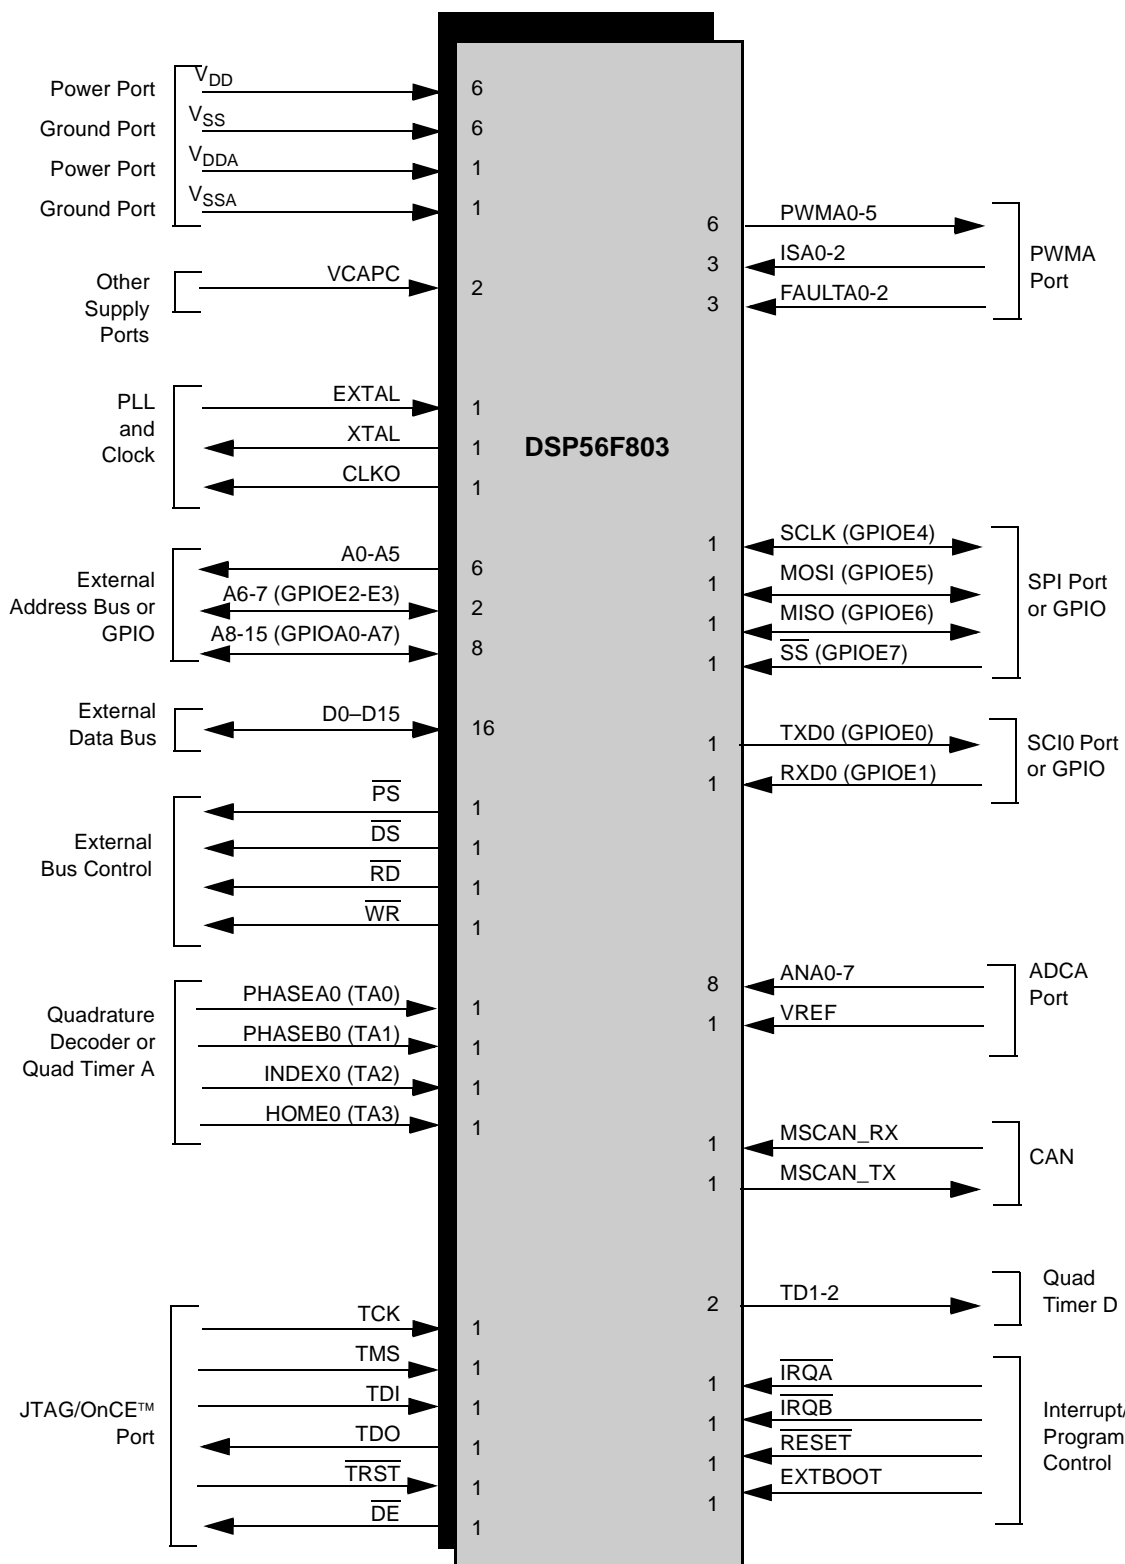 Power Port VDD 6
Ground Port VSS 6
Power Port VDDA 1
Ground Port VSSA 1
Other
Supply
Ports
VCAPC 2
PLL
and
Clock
EXTAL 1
XTAL 1
CLKO 1
External
Address Bus or
GPIO
A0-A5 6
A6-7 (GPIOE2-E3) 2
A8-15 (GPIOA0-A7) 8
External
Data Bus
D0–D15 16
External
Bus Control
PS 1
DS 1
RD 1
WR 1
Quadrature
Decoder or
Quad Timer A
PHASEA0 (TA0) 1
PHASEB0 (TA1) 1
INDEX0 (TA2) 1
HOME0 (TA3) 1
JTAG/OnCE™
Port
TCK 1
TMS 1
TDI 1
TDO 1
TRST 1
DE 1
DSP56F803
6 PWMA0-5
3 ISA0-2
3 FAULTA0-2
PWMA
Port
1 SCLK (GPIOE4)
1 MOSI (GPIOE5)
1 MISO (GPIOE6)
1 SS (GPIOE7)
SPI Port
or GPIO
1 TXD0 (GPIOE0)
1 RXD0 (GPIOE1)
SCI0 Port
or GPIO
8 ANA0-7
1 VREF
ADCA
Port
1 MSCAN_RX
1 MSCAN_TX
CAN
2 TD1-2
Quad
Timer D
1 IRQA
1 IRQB
1 RESET
1 EXTBOOT
Interrupt/
Program
Control